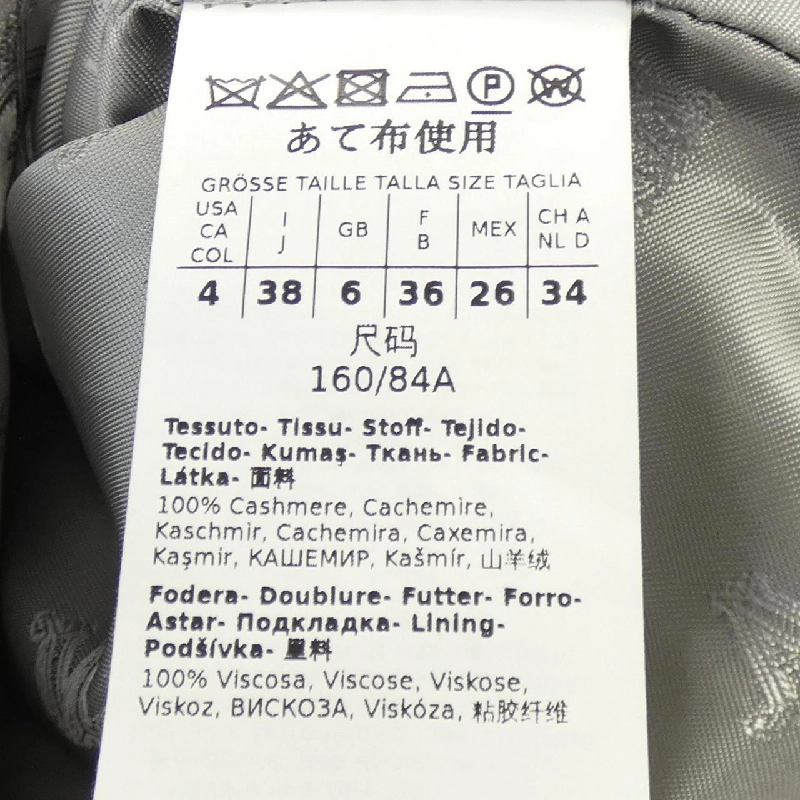 P W
あて布使用
GRÖSSE TAILLE TALLA SIZE TAGLIA
USA CA COL I J GB F B MEX CH A NL D
4 38 6 36 26 34
尺码
160/84A
Tessuto- Tissu- Stoff- Tejido-
Tecido- Kumaş- Ткань- Fabric-
Látka- 面料
100% Cashmere, Cachemire,
Kaschmir, Cachemira, Caxemira,
Kaşmir, КАШЕМИР, Kašmír, 山羊绒
Fodera- Doublure- Futter- Forro-
Astar- Подкладка- Lining-
Podšívka- 里料
100% Viscosa, Viscose, Viskose,
Viskoz, ВИСКОЗА, Viskóza, 粘胶纤维